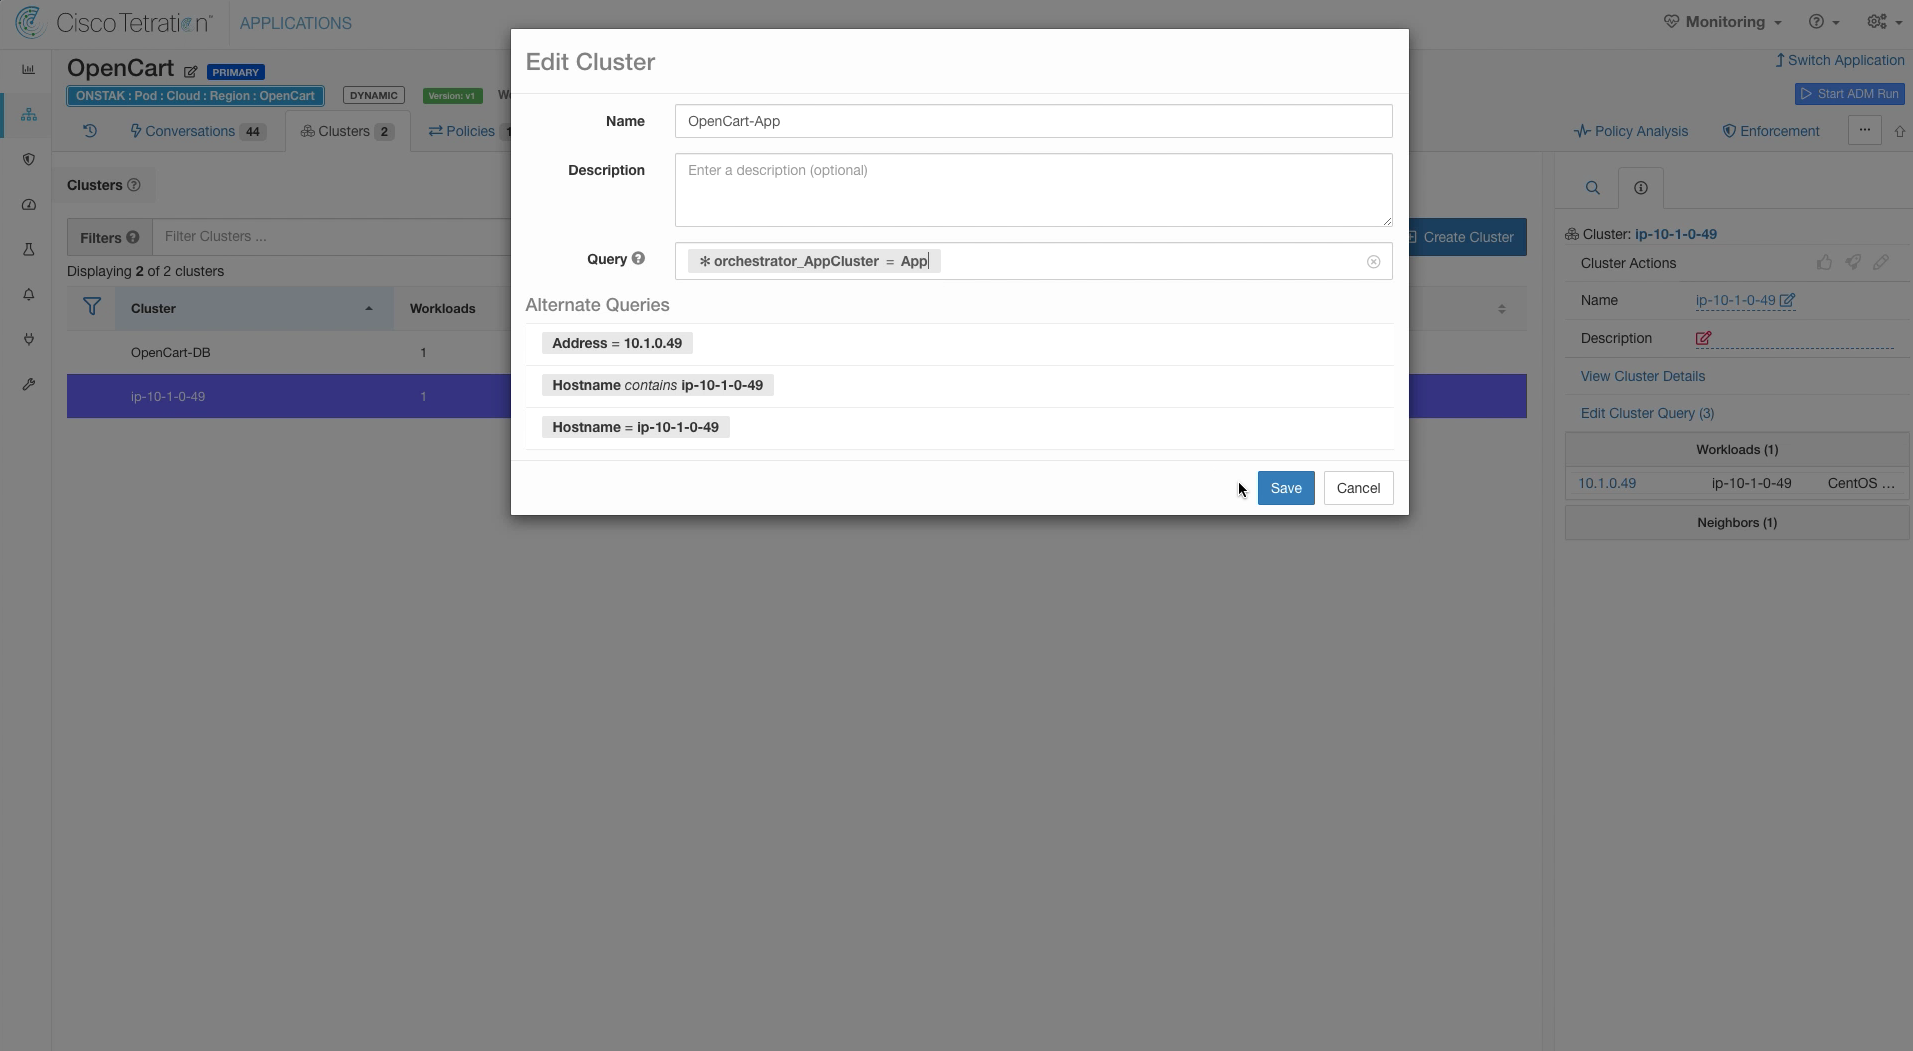 Cisco Tetration™ APPLICATIONS Monitoring
OpenCart PRIMARY
Switch Application
ONSTAK : Pod : Cloud : Region : OpenCart DYNAMIC Version: v1
Start ADM Run
Conversations 44 Clusters 2 Policies
Policy Analysis Enforcement ...
Clusters
Filters Filter Clusters ...
Create Cluster
Displaying 2 of 2 clusters
Cluster Workloads
OpenCart-DB 1
ip-10-1-0-49 1
Edit Cluster
Name OpenCart-App
Description Enter a description (optional)
Query * orchestrator_AppCluster = App
Alternate Queries
Address = 10.1.0.49
Hostname contains ip-10-1-0-49
Hostname = ip-10-1-0-49
Save Cancel
Cluster: ip-10-1-0-49
Cluster Actions
Name ip-10-1-0-49
Description
View Cluster Details
Edit Cluster Query (3)
Workloads (1)
10.1.0.49 ip-10-1-0-49 CentOS ...
Neighbors (1)